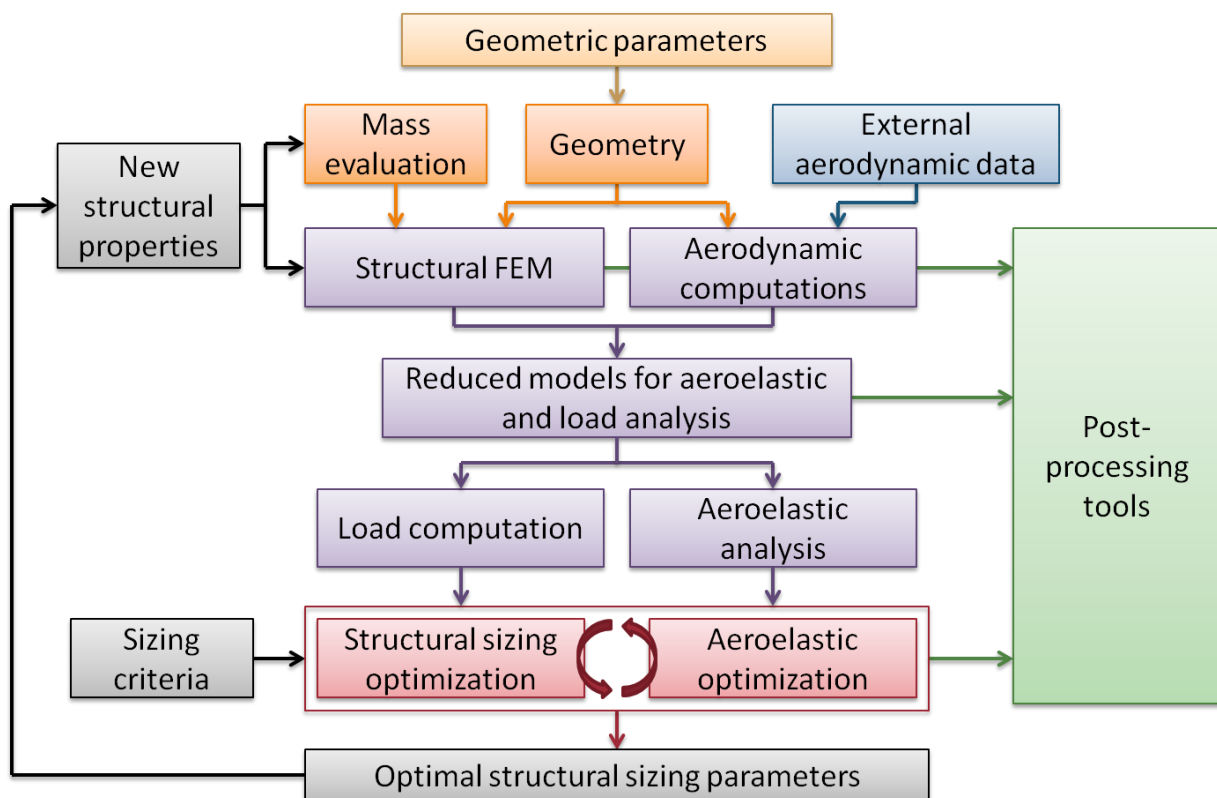 Geometric parameters
Mass
evaluation
Geometry
External
aerodynamic data
New
structural
properties
Structural FEM
Aerodynamic
computations
Reduced models for aeroelastic
and load analysis
Post-
processing
tools
Load computation
Aeroelastic
analysis
Sizing
criteria
Structural sizing
optimization
Aeroelastic
optimization
Optimal structural sizing parameters